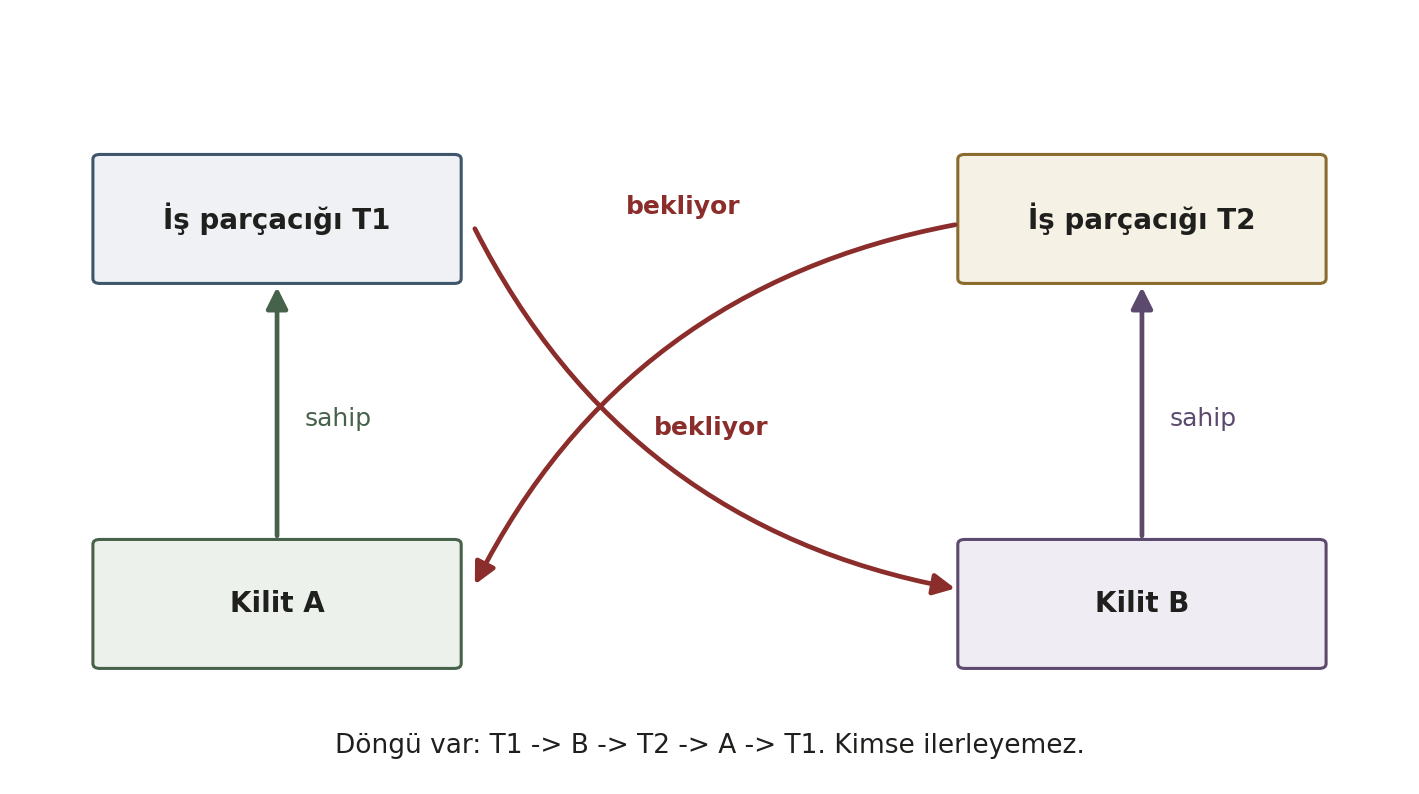 bekliyor
İş parçacığı T1
İş parçacığı T2
sahip
bekliyor
sahip
Kilit A
Kilit B
Döngü var: T1 -> B -> T2 -> A -> T1. Kimse ilerleyemez.